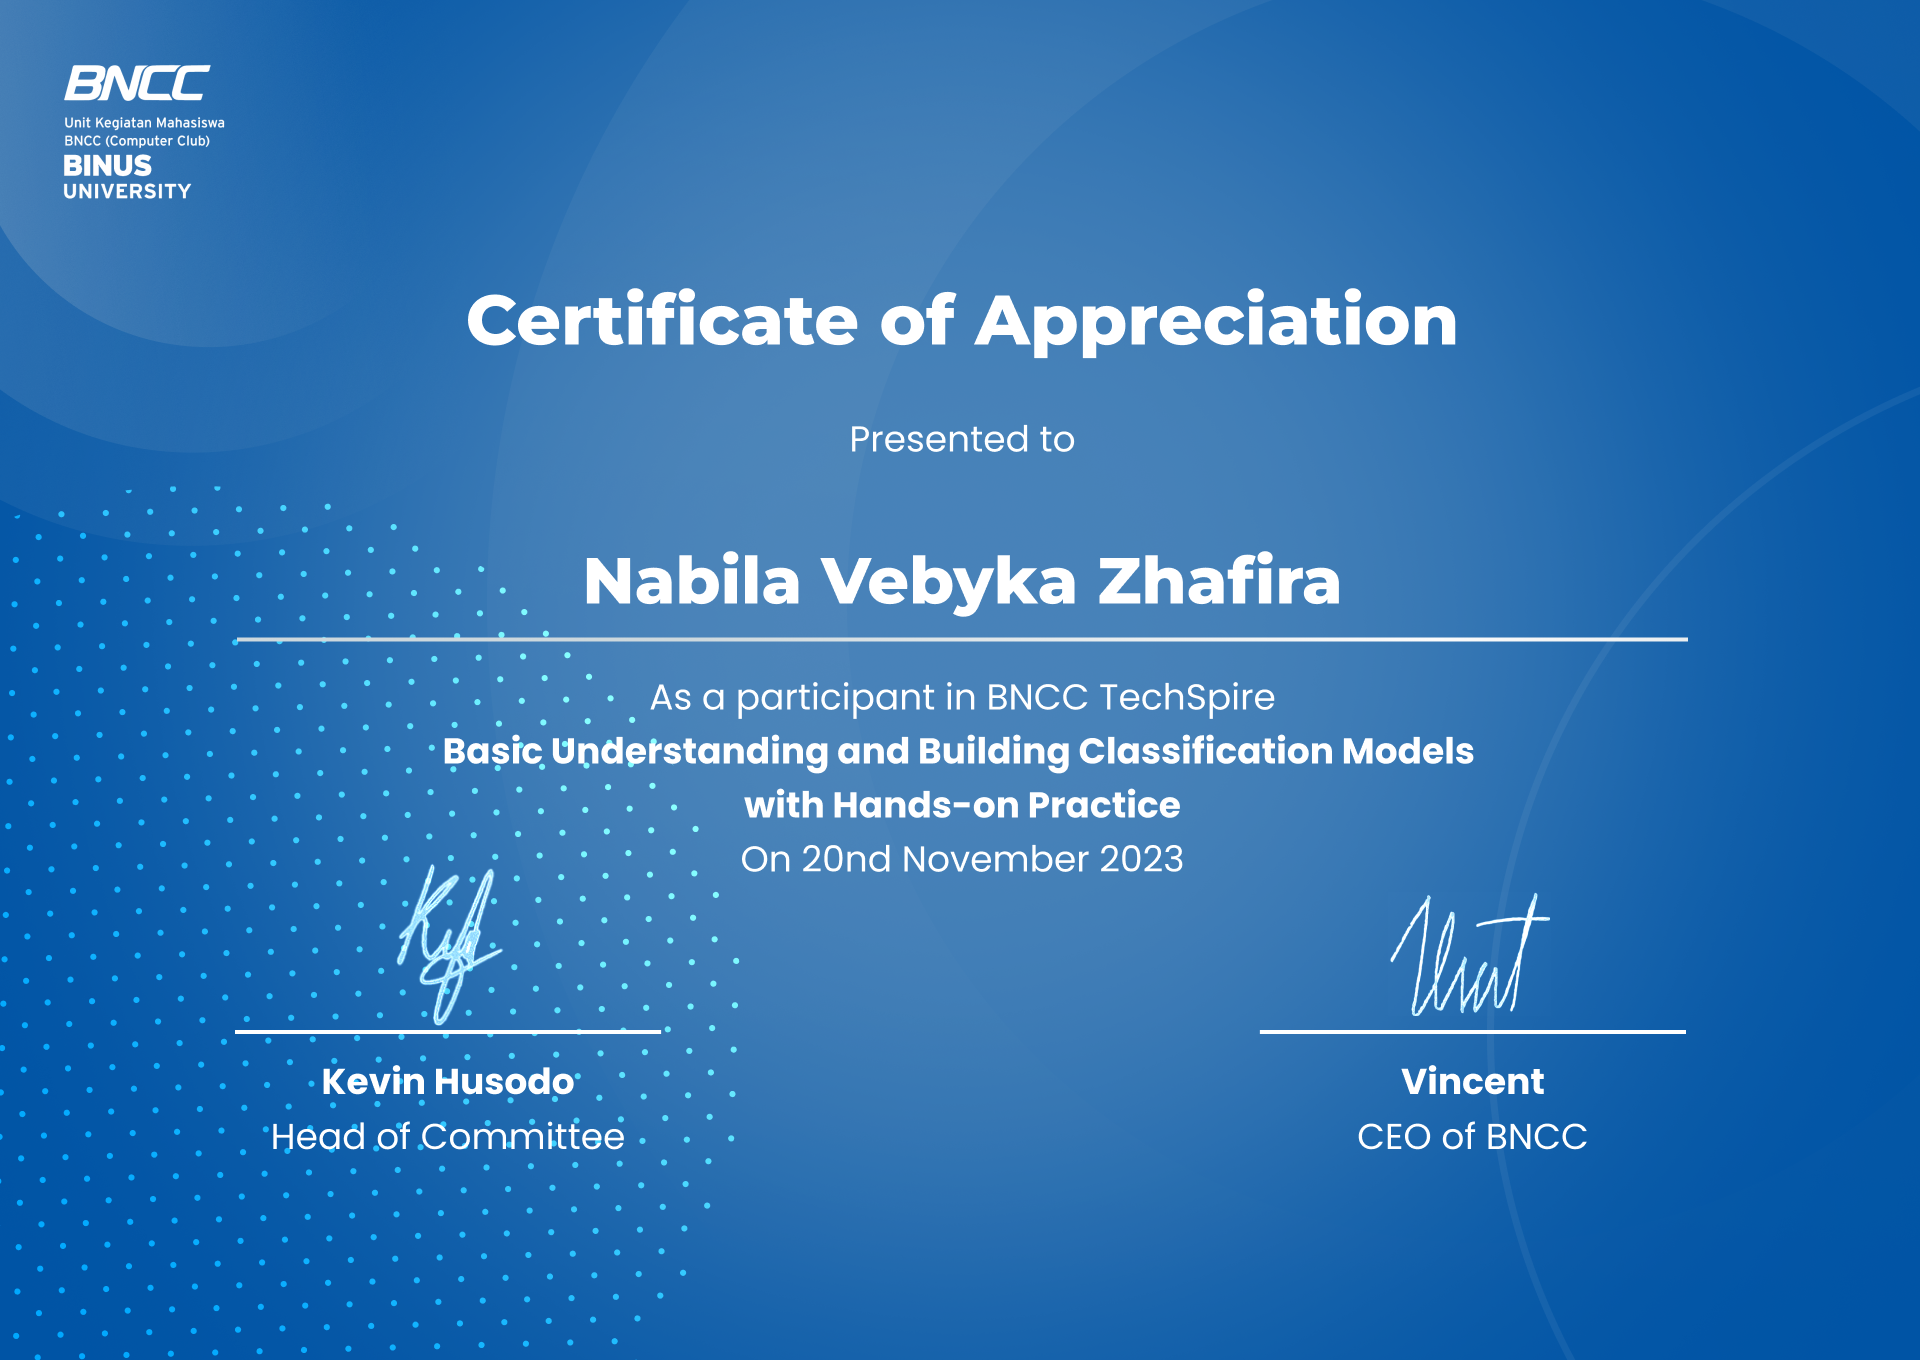 BNCC
Unit Kegiatan Mahasiswa
BNCC (Computer Club)
BINUS
UNIVERSITY
Certificate of Appreciation
Presented to
Nabila Vebyka Zhafira
As a participant in BNCC TechSpire
Basic Understanding and Building Classification Models
with Hands-on Practice
On 20nd November 2023
Kevin Husodo
Head of Committee
Vincent
CEO of BNCC